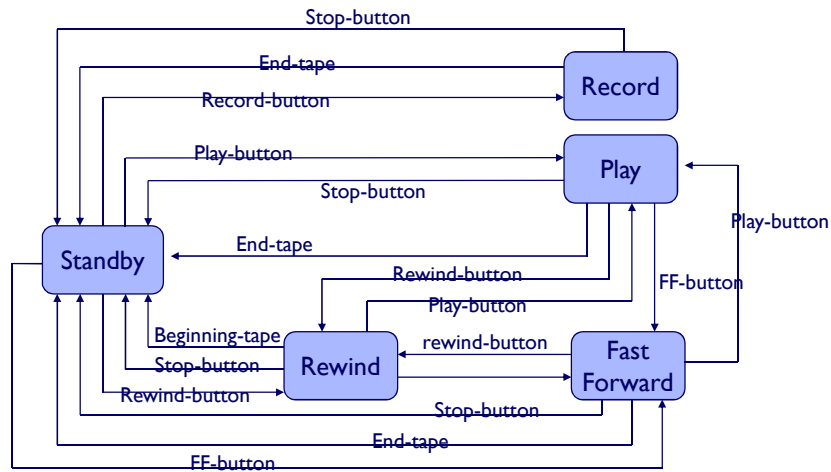 Stop-button
End-tape
Record
Record-button
Play-button
Play
Stop-button
Play-button
Standby
End-tape
Rewind-button
FF-button
Play-button
Beginning-tape
rewind-button
Fast
Forward
Stop-button
Rewind
Rewind-button
Stop-button
End-tape
FF-button